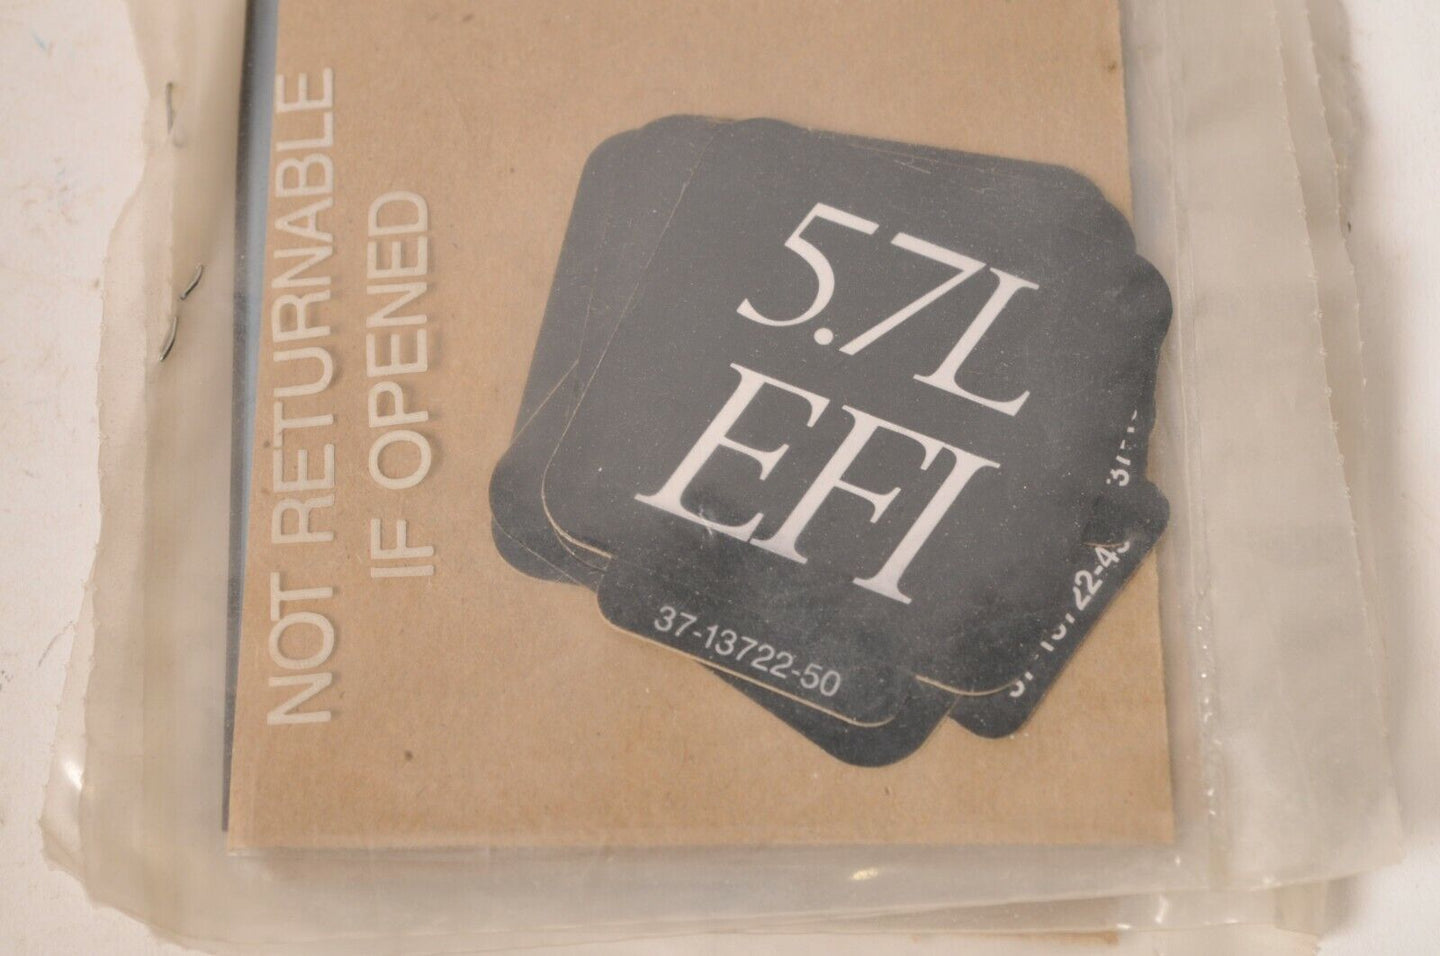 NOT RETURNABLE
IF OPENED
5.7L
EFI
37-13722-50